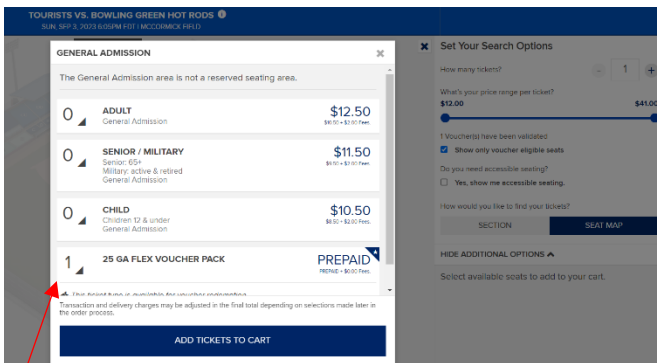 TOURISTS VS. BOWLING GREEN HOT RODS
SUN, SEP 3, 2023 6:05PM EDT | MCCORMICK FIELD
GENERAL ADMISSION
The General Admission area is not a reserved seating area.
0 ADULT $12.50
General Admission $10.50 + $2.00 Fees
0 SENIOR / MILITARY $11.50
Senior: 65+ $9.50 + $2.00 Fees
Military: active & retired
General Admission
0 CHILD $10.50
Children 12 & under $8.50 + $2.00 Fees
General Admission
1 25 GA FLEX VOUCHER PACK PREPAID
PREPAID + $0.00 Fees
This ticket type is available for voucher redemption
Transaction and delivery charges may be adjusted in the final total depending on selections made later in
the order process.
ADD TICKETS TO CART
Set Your Search Options
How many tickets? - 1 +
What's your price range per ticket?
$12.00 $41.00
1 Voucher(s) have been validated
Show only voucher eligible seats
Do you need accessible seating?
Yes, show me accessible seating.
How would you like to find your tickets?
SECTION SEAT MAP
HIDE ADDITIONAL OPTIONS
Select available seats to add to your cart.